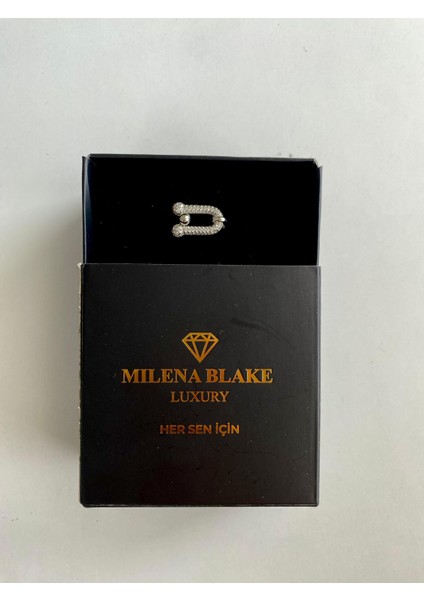 MILENA BLAKE
LUXURY
HER SEN İÇİN